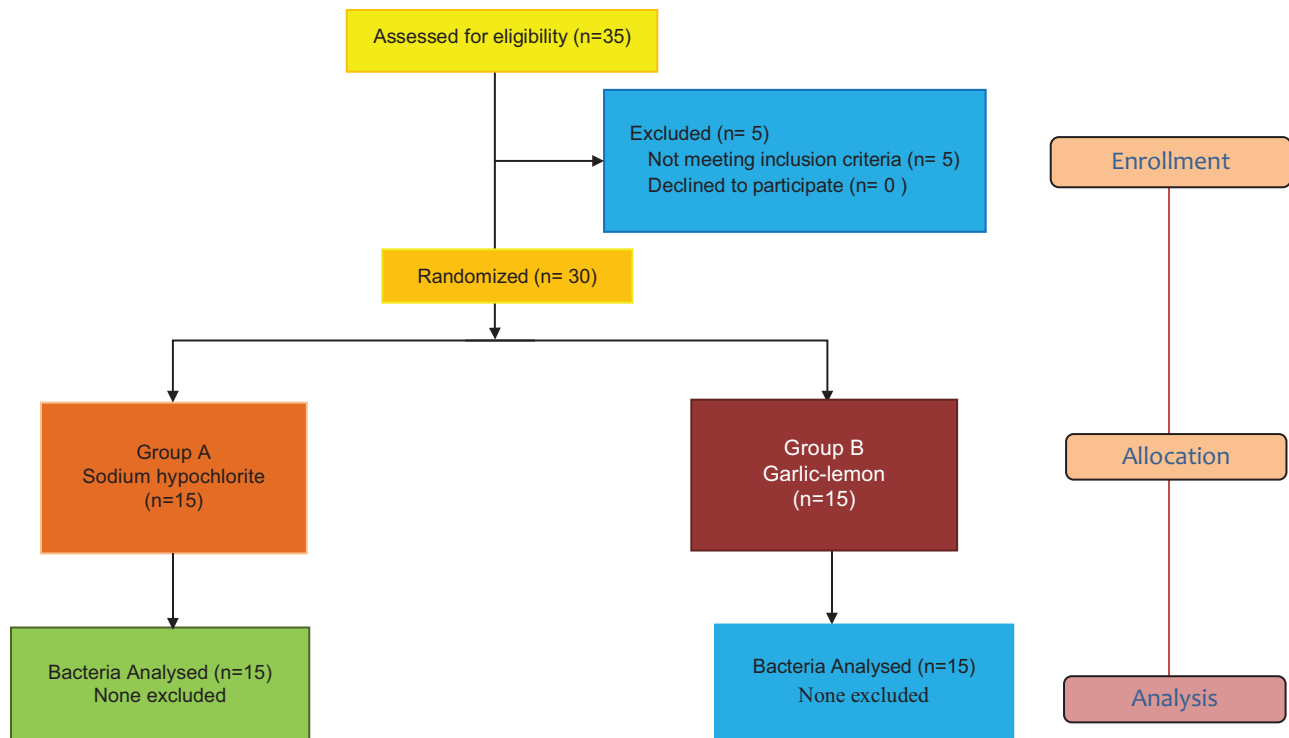 Assessed for eligibility (n=35)
Excluded (n= 5)
Not meeting inclusion criteria (n= 5)
Declined to participate (n= 0 )
Enrollment
Randomized (n= 30)
Group A
Sodium hypochlorite
(n=15)
Group B
Garlic-lemon
(n=15)
Allocation
Bacteria Analysed (n=15)
None excluded
Bacteria Analysed (n=15)
None excluded
Analysis